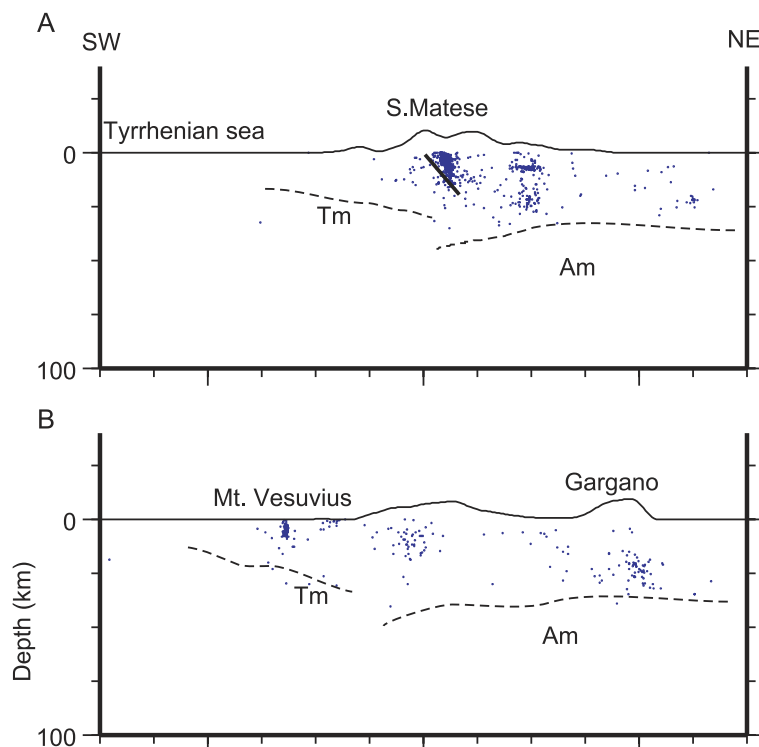 A
SW
NE
S.Matese
Tyrrhenian sea
0
Tm
Am
100
B
Mt. Vesuvius
Gargano
0
Tm
Am
Depth (km)
100